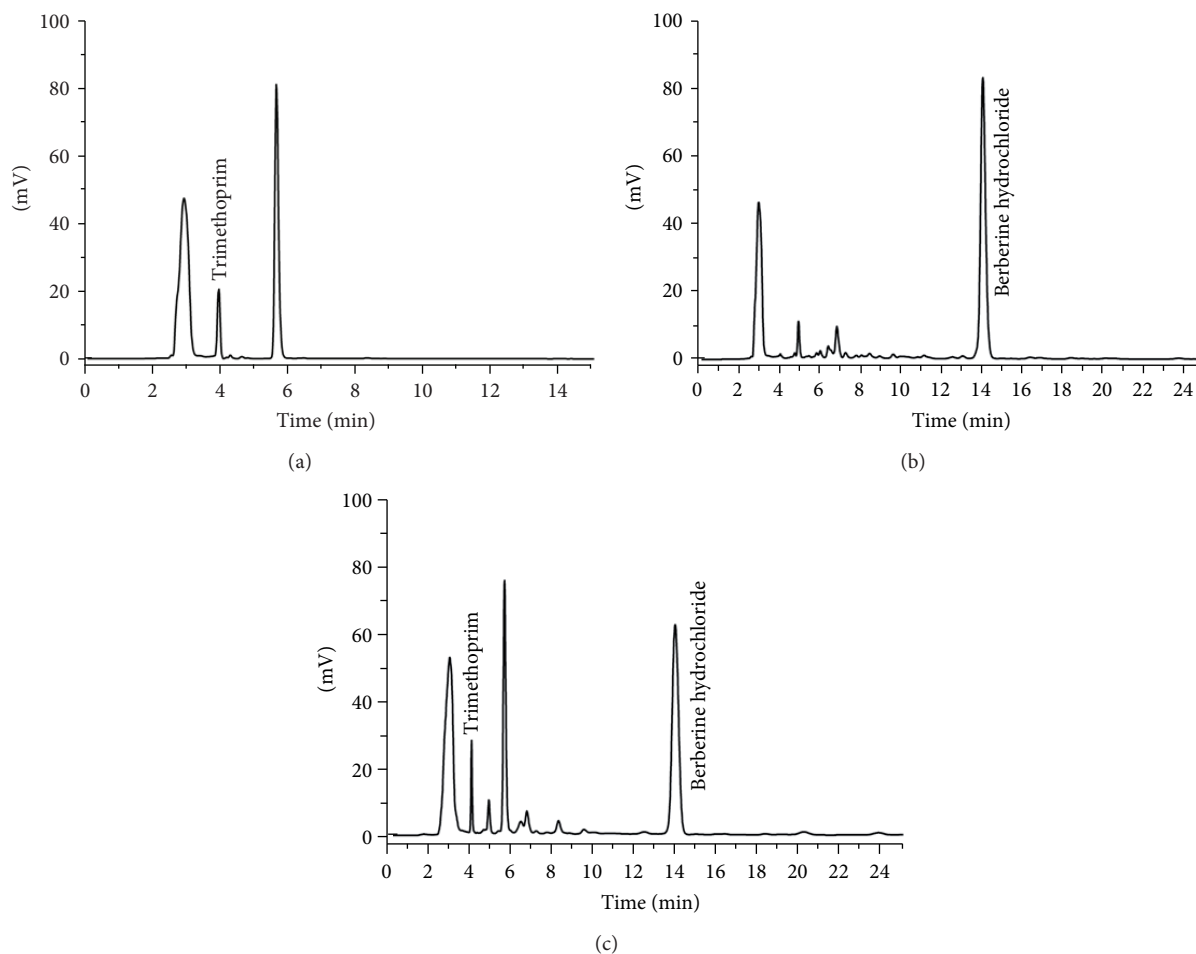 100
80
60
40
20
0
(mV)
Trimethoprim
0 2 4 6 8 10 12 14
Time (min)
(a)
100
80
60
40
20
0
(mV)
Berberine hydrochloride
0 2 4 6 8 10 12 14 16 18 20 22 24
Time (min)
(b)
100
80
60
40
20
0
(mV)
Trimethoprim
Berberine hydrochloride
0 2 4 6 8 10 12 14 16 18 20 22 24
Time (min)
(c)